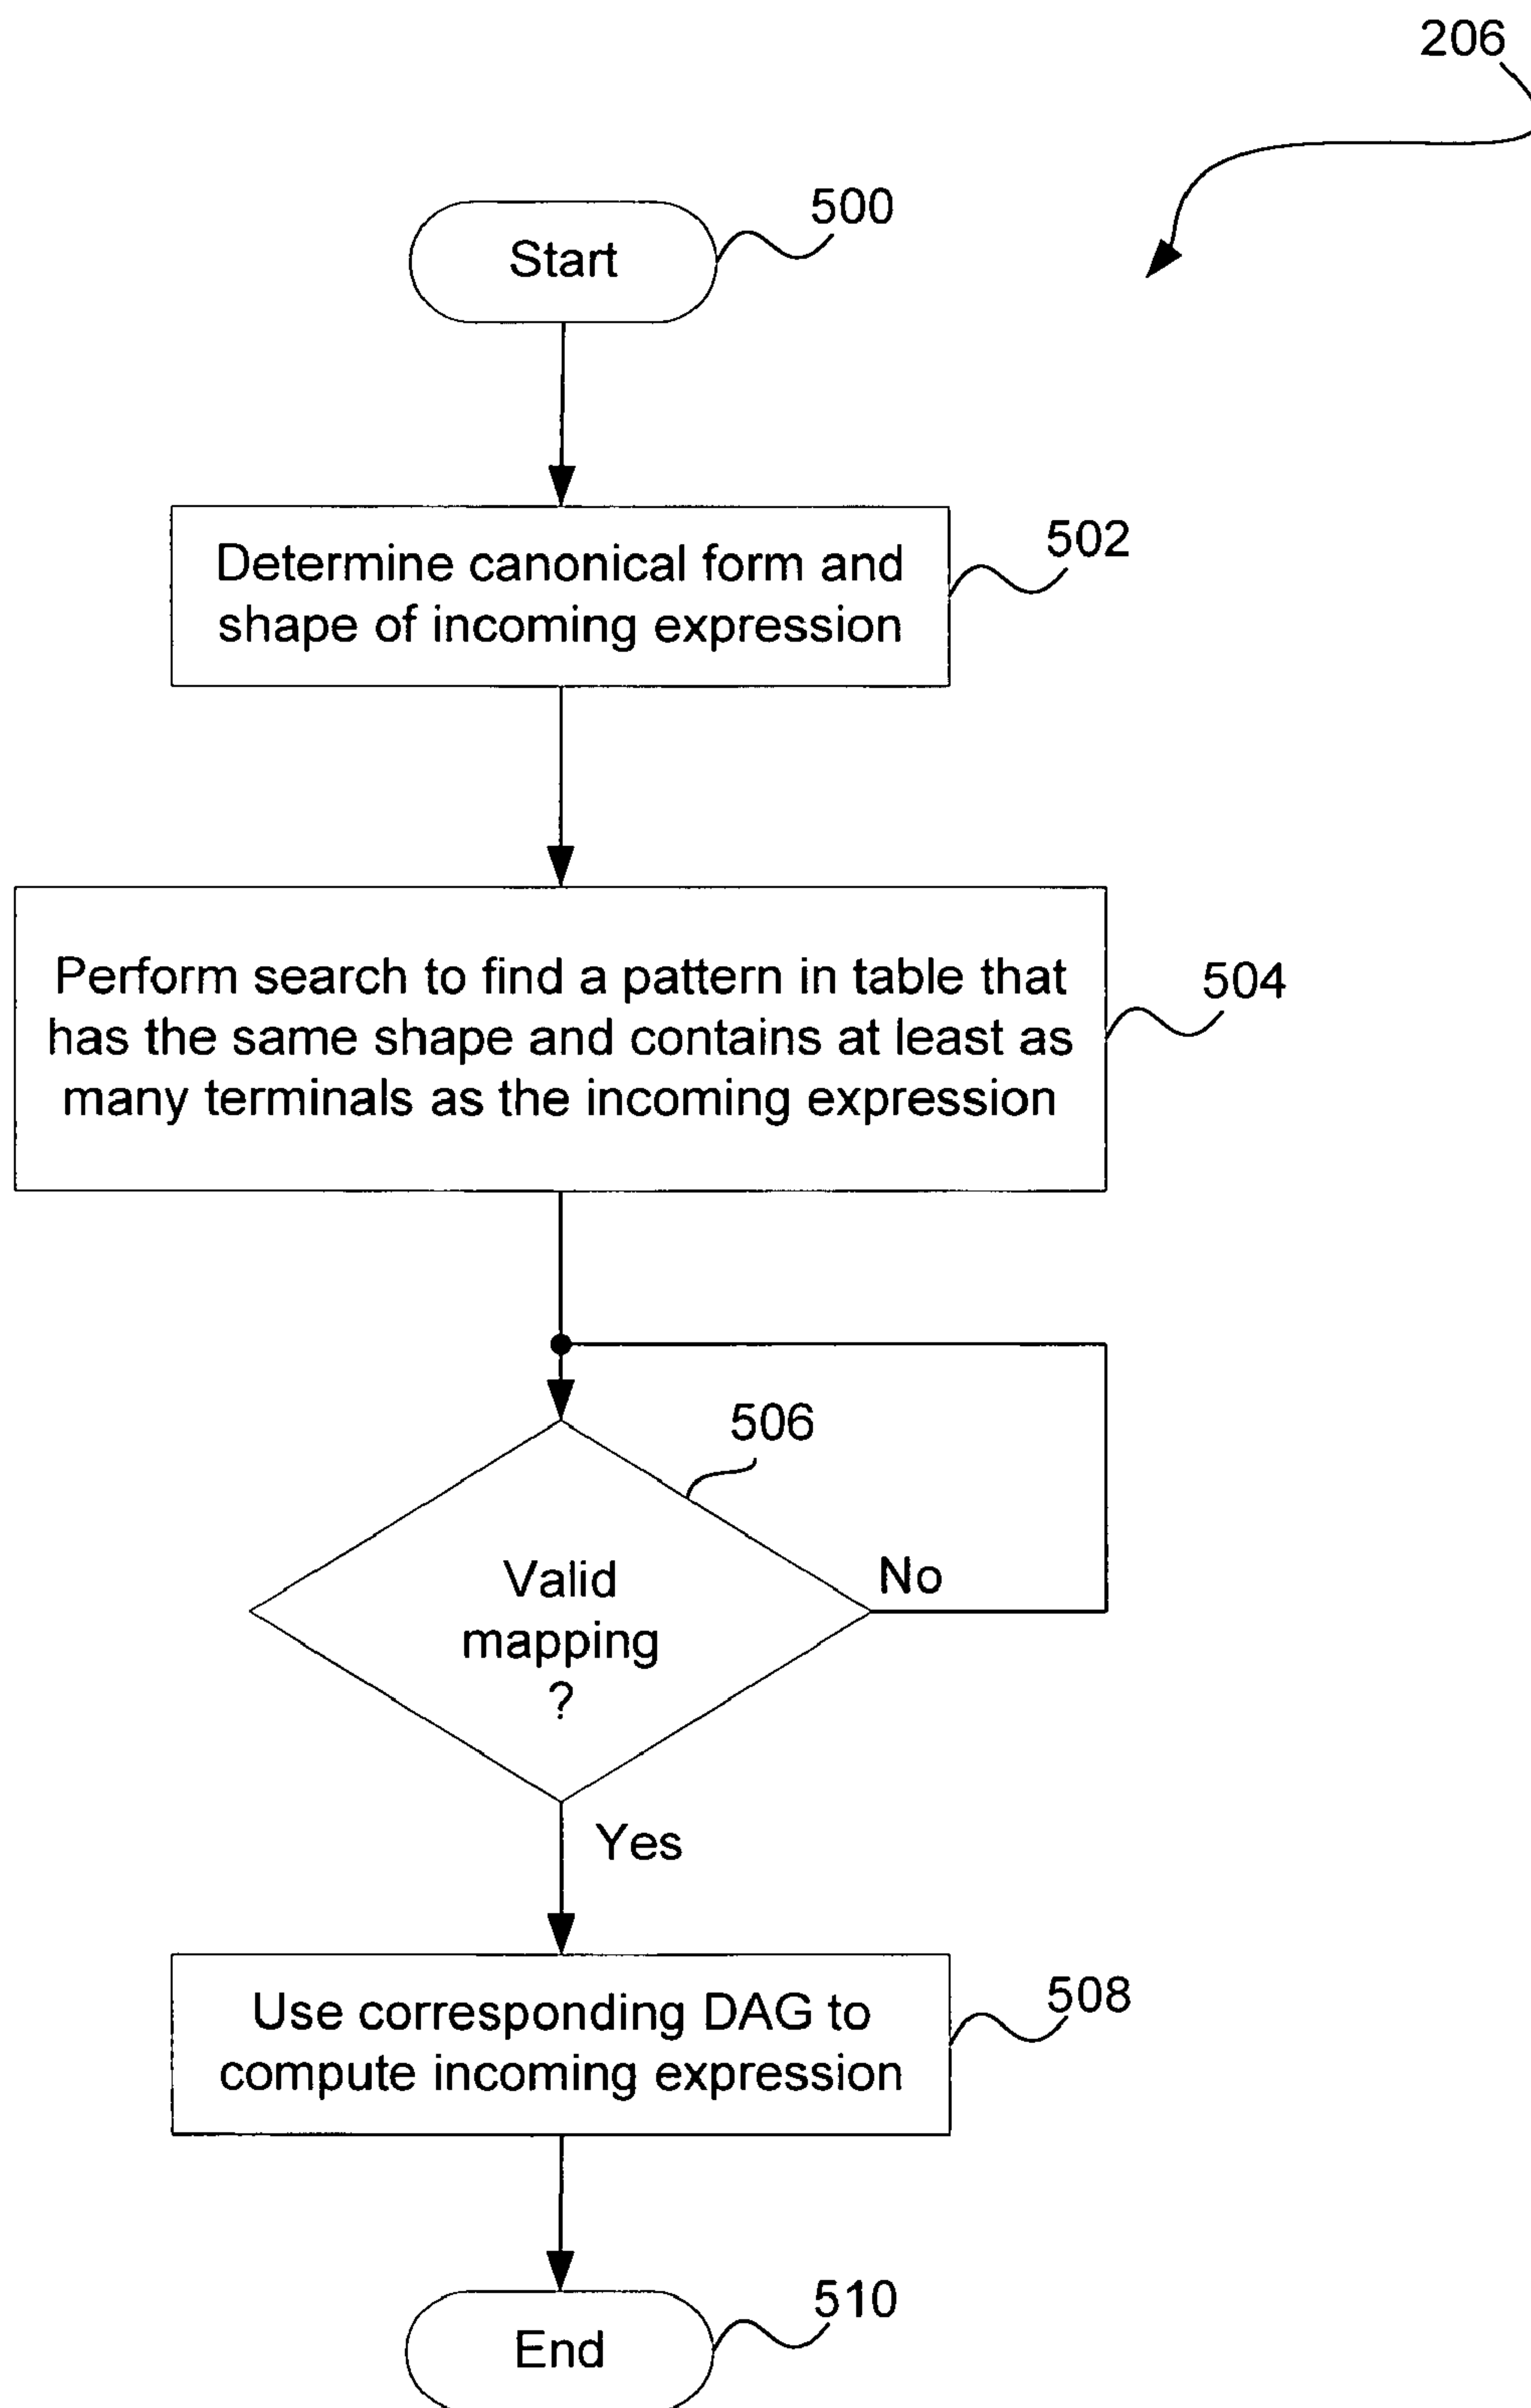 206
500
Start
502
Determine canonical form and
shape of incoming expression
504
Perform search to find a pattern in table that
has the same shape and contains at least as
many terminals as the incoming expression
506
Valid
mapping
?
No
Yes
508
Use corresponding DAG to
compute incoming expression
510
End